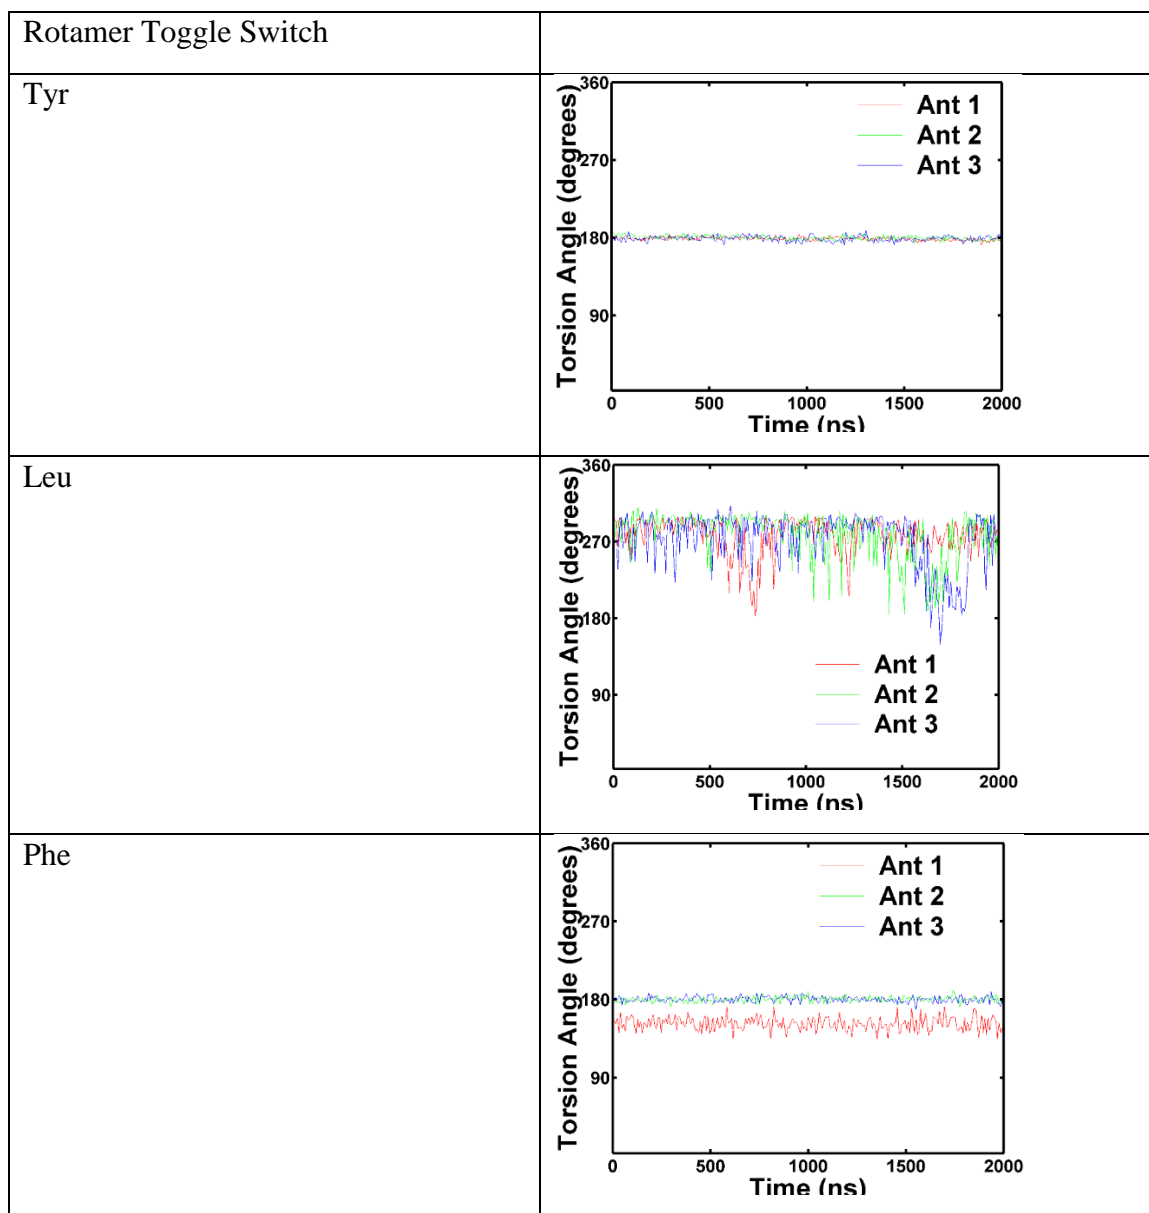 Rotamer Toggle Switch
Tyr
Torsion Angle (degrees)
360
270
180
90
0
500
1000
1500
2000
Time (ns)
Ant 1
Ant 2
Ant 3
Leu
Torsion Angle (degrees)
360
270
180
90
0
500
1000
1500
2000
Time (ns)
Ant 1
Ant 2
Ant 3
Phe
Torsion Angle (degrees)
360
270
180
90
0
500
1000
1500
2000
Time (ns)
Ant 1
Ant 2
Ant 3